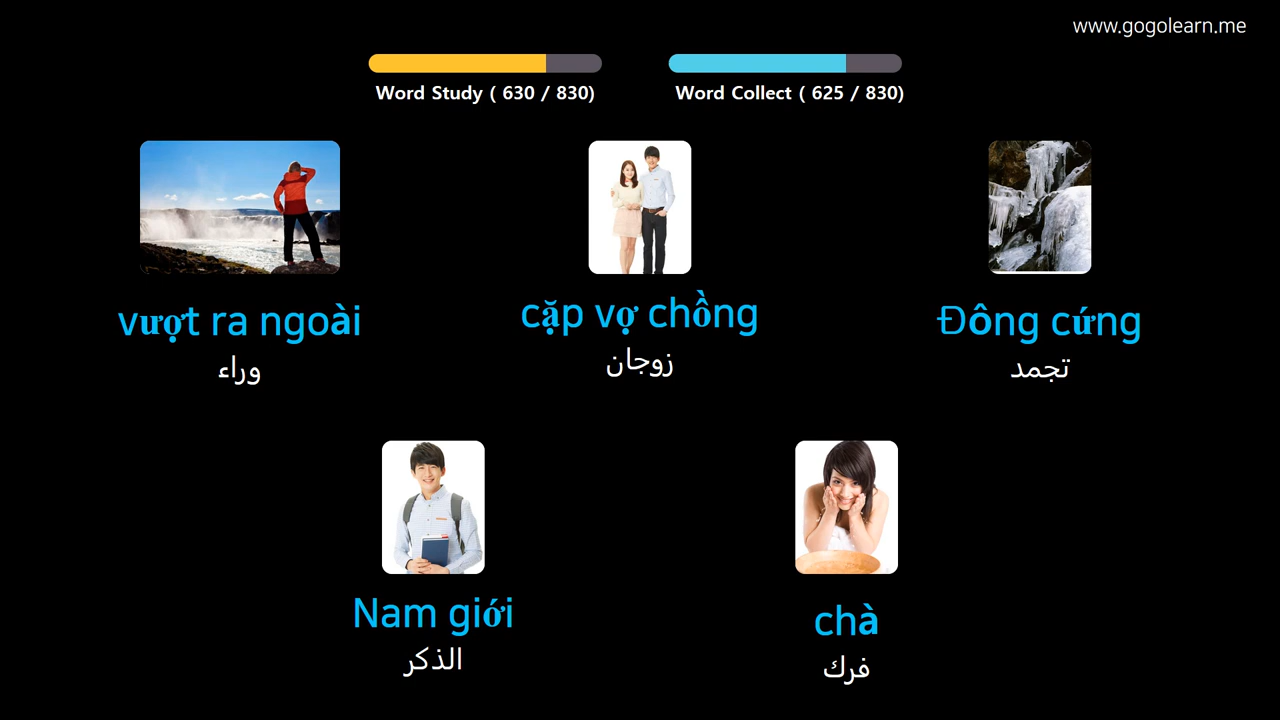 www.gogolearn.me
Word Study ( 630 / 830)
Word Collect ( 625 / 830)
vượt ra ngoài
وراء
cặp vợ chồng
زوجان
Đông cứng
تجمد
Nam giới
الذكر
chà
فرك